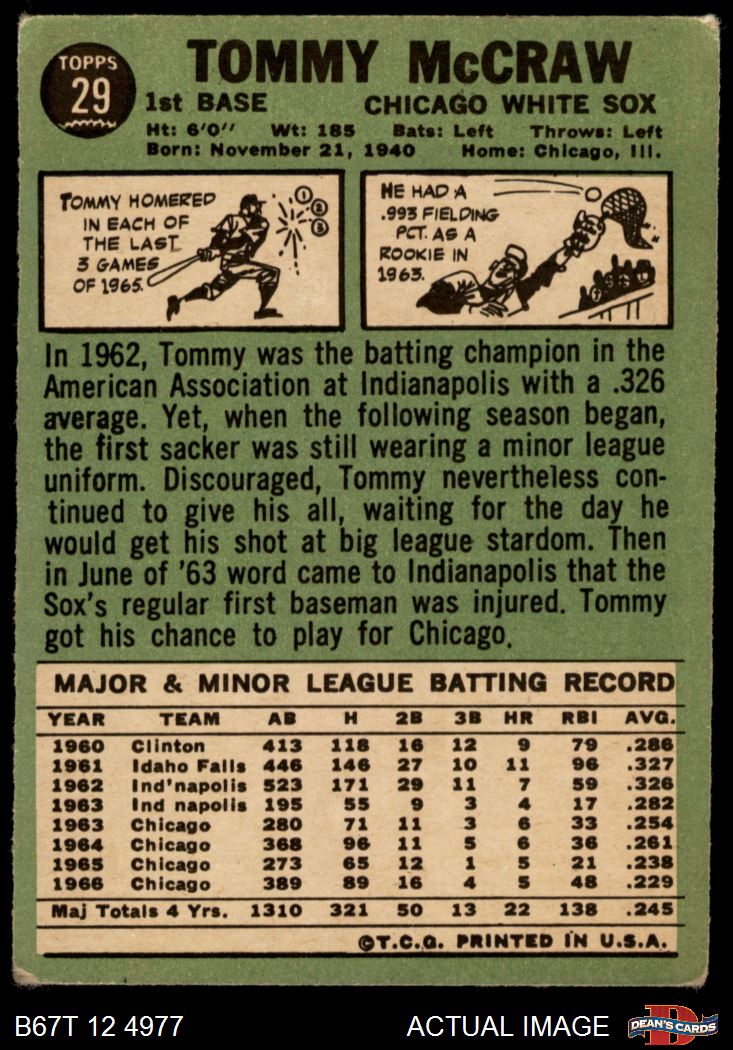 TOPPS
29
TOMMY McCRAW
1st BASE CHICAGO WHITE SOX
Ht: 6'0" Wt: 185 Bats: Left Throws: Left
Born: November 21, 1940 Home: Chicago, Ill.
TOMMY HOMERED
IN EACH OF
THE LAST
3 GAMES
OF 1965.
1
2
3
HE HAD A
.993 FIELDING
PCT. AS A
ROOKIE IN
1963.
In 1962, Tommy was the batting champion in the
American Association at Indianapolis with a .326
average. Yet, when the following season began,
the first sacker was still wearing a minor league
uniform. Discouraged, Tommy nevertheless con-
tinued to give his all, waiting for the day he
would get his shot at big league stardom. Then
in June of '63 word came to Indianapolis that the
Sox's regular first baseman was injured. Tommy
got his chance to play for Chicago.
MAJOR & MINOR LEAGUE BATTING RECORD
YEAR TEAM AB H 2B 3B HR RBI AVG.
1960 Clinton 413 118 16 12 9 79 .286
1961 Idaho Falls 446 146 27 10 11 96 .327
1962 Ind'napolis 523 171 29 11 7 59 .326
1963 Ind napolis 195 55 9 3 4 17 .282
1963 Chicago 280 71 11 3 6 33 .254
1964 Chicago 368 96 11 5 6 36 .261
1965 Chicago 273 65 12 1 5 21 .238
1966 Chicago 389 89 16 4 5 48 .229
Maj Totals 4 Yrs. 1310 321 50 13 22 138 .245
©T.C.G. PRINTED IN U.S.A.
B67T 12 4977 ACTUAL IMAGE
D
DEAN'S CARDS